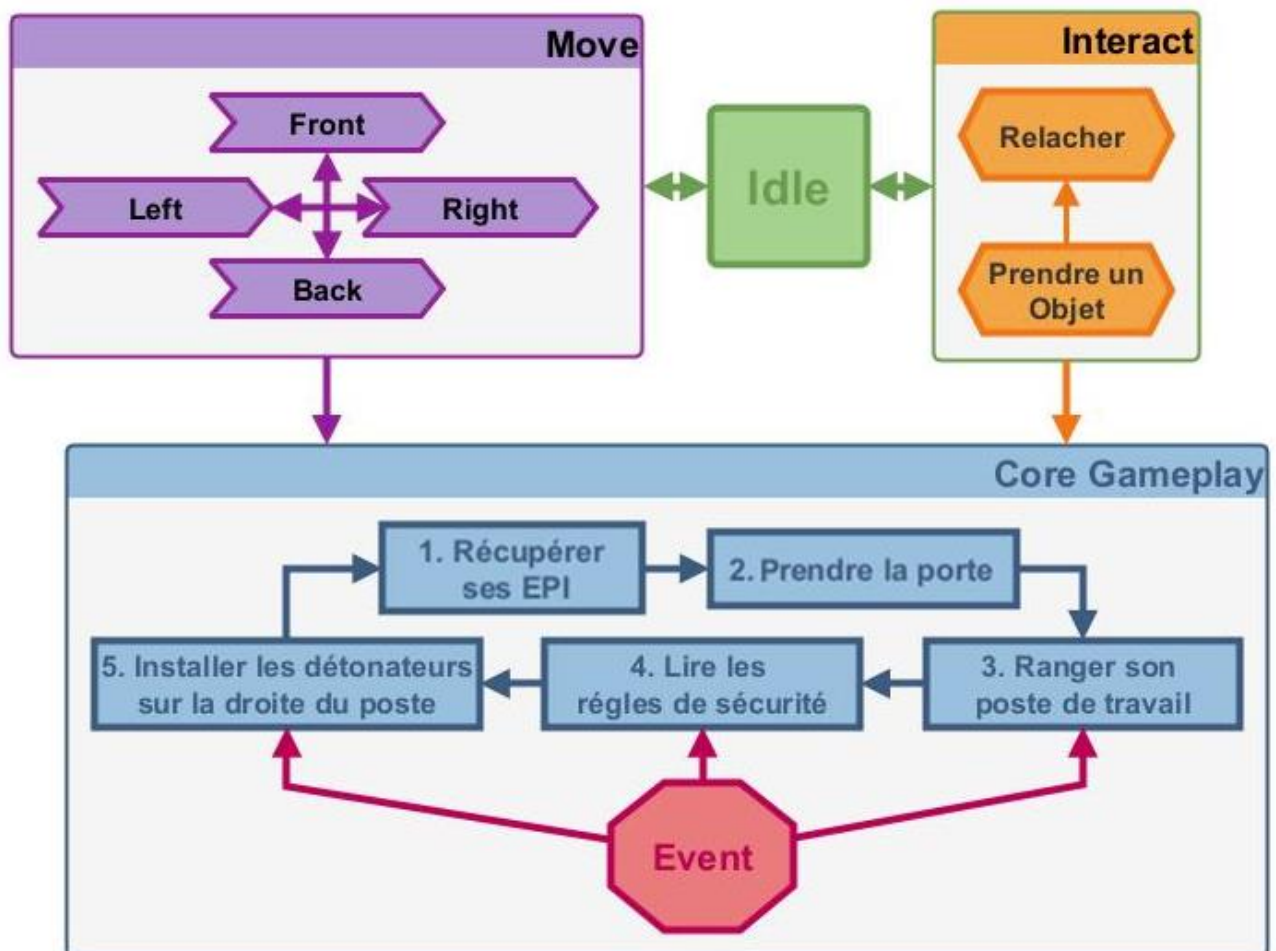 Move
Interact
Front
Left
Right
Back
Idle
Relacher
Prendre un
Objet
Core Gameplay
1. Récupérer
ses EPI
2. Prendre la porte
3. Ranger son
poste de travail
4. Lire les
régles de sécurité
5. Installer les détonateurs
sur la droite du poste
Event